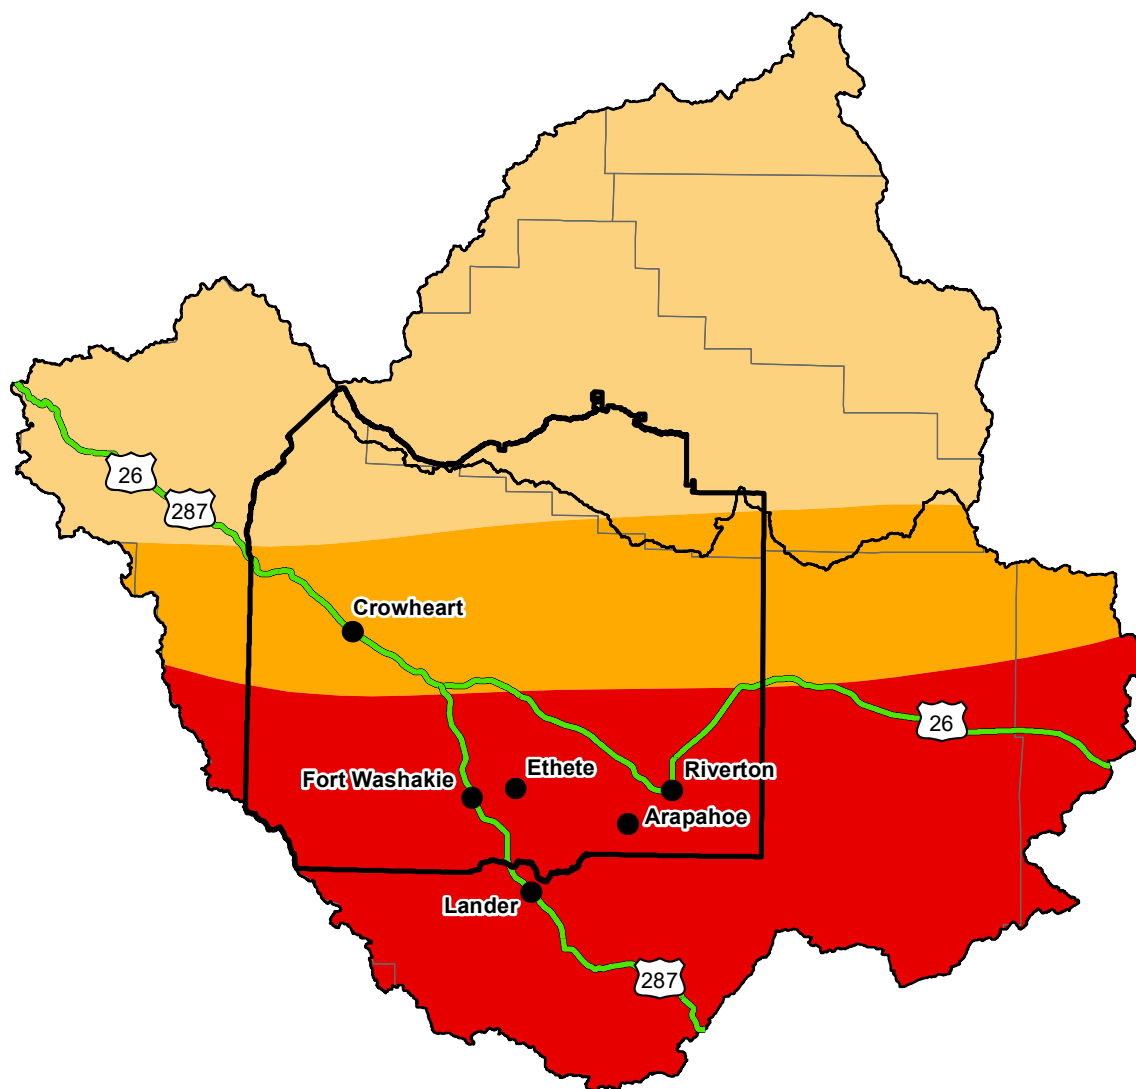 26
287
Crowheart
26
Ethete
Riverton
Fort Washakie
Arapahoe
Lander
287